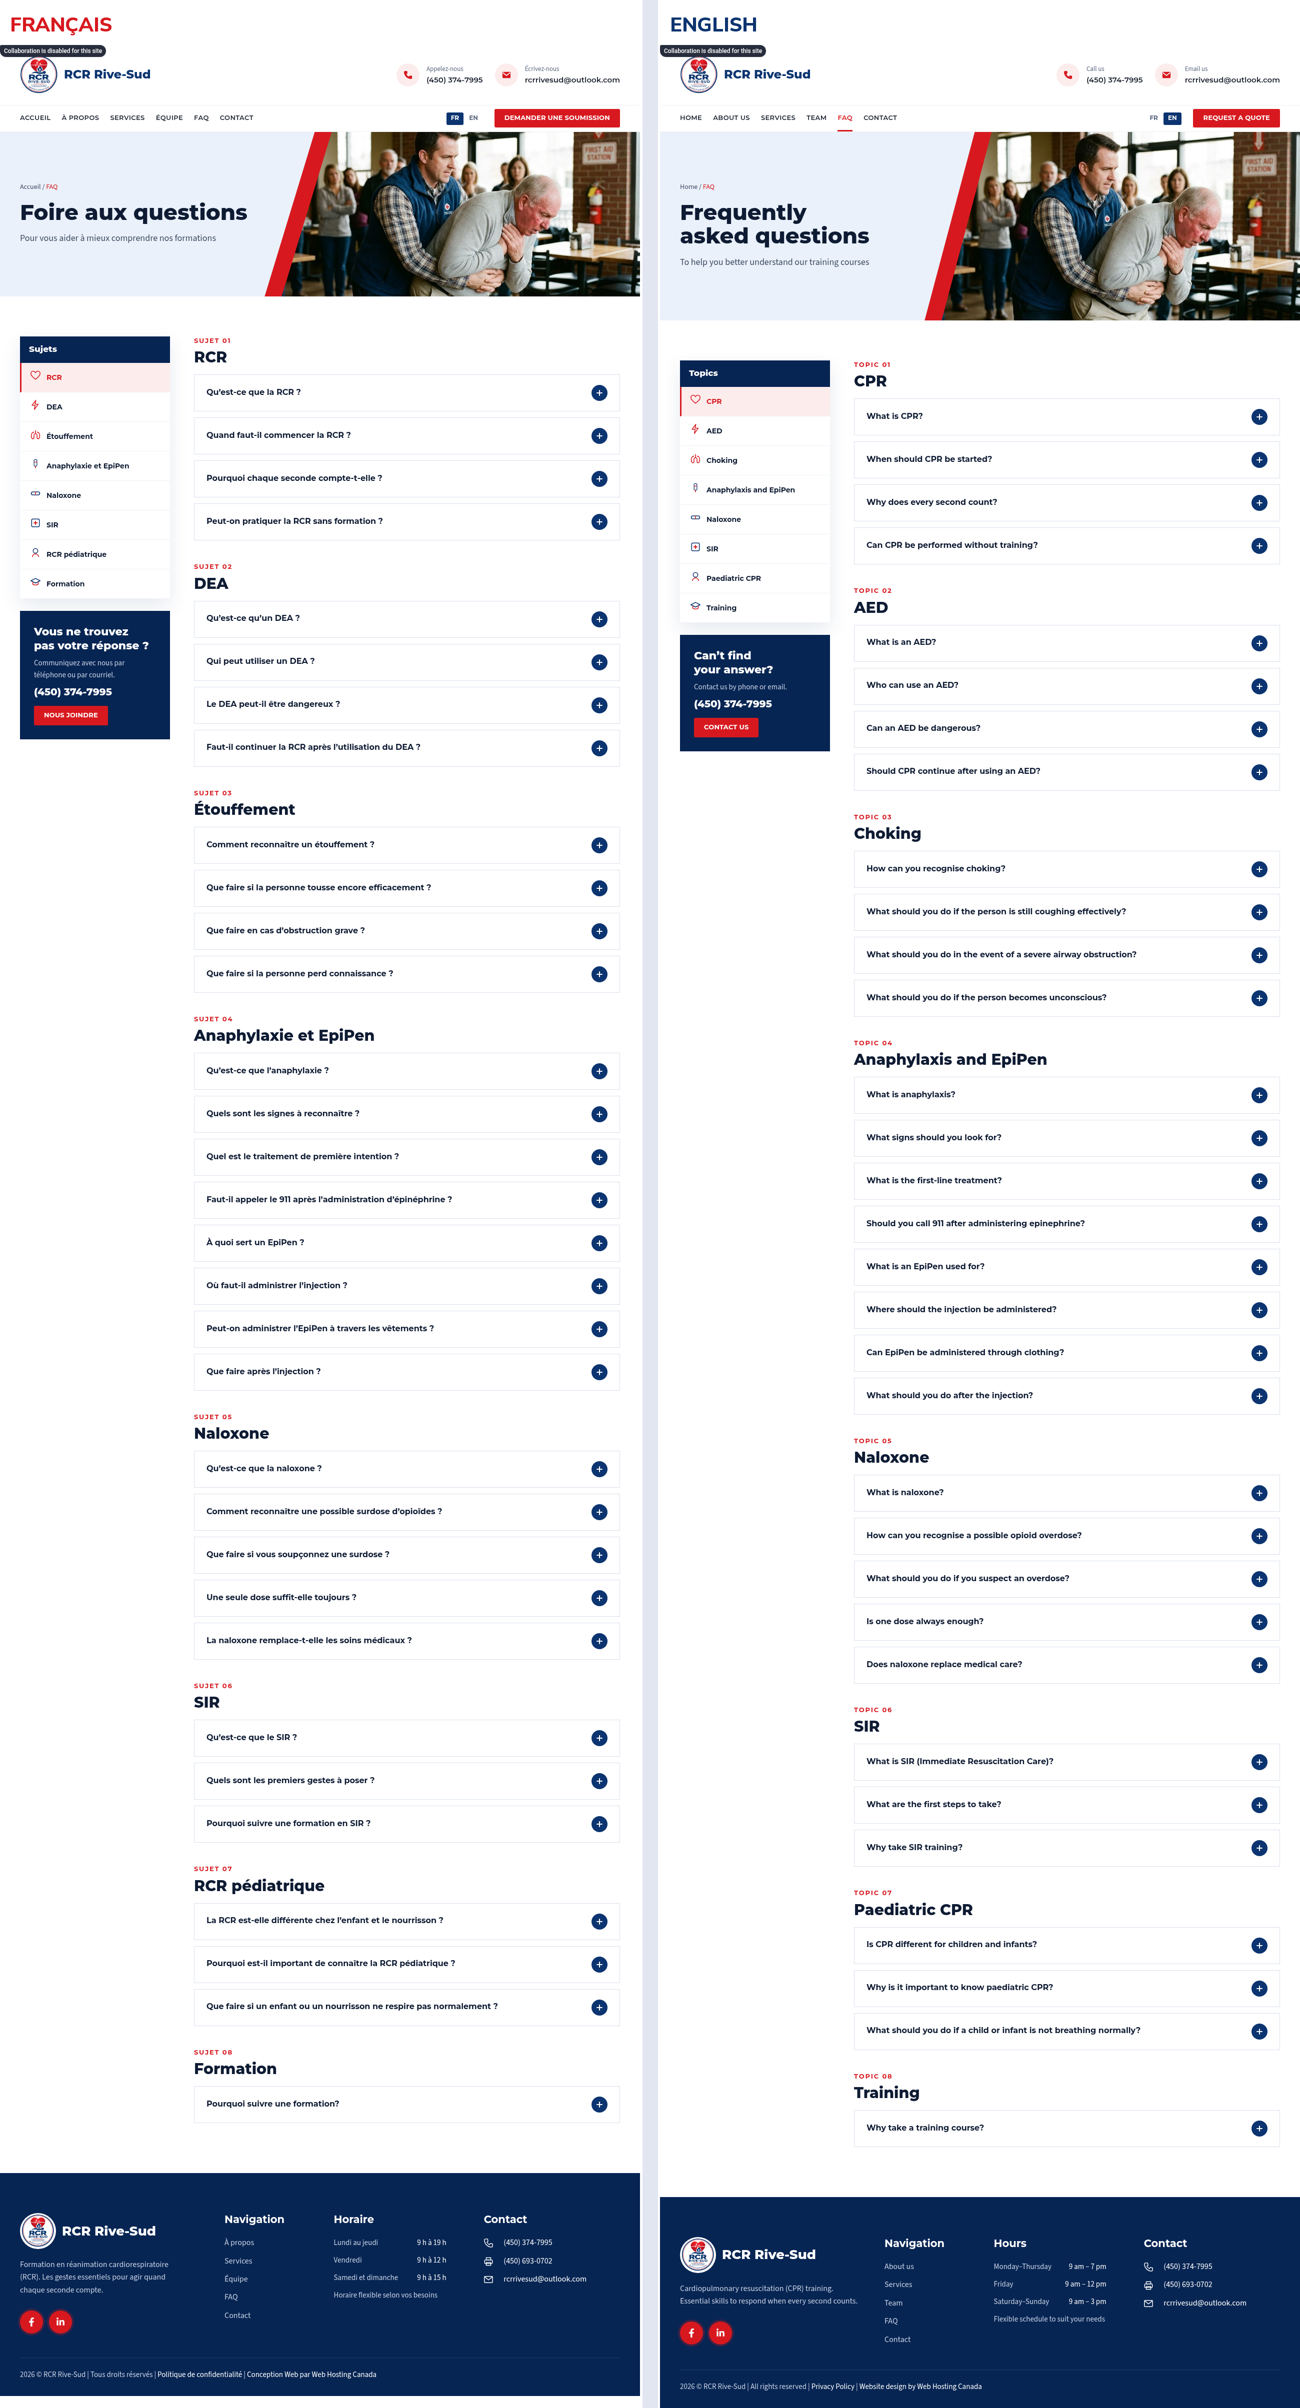 FRANÇAIS
Collaboration is disabled for this site
RCR Rive-Sud
Appelez-nous
(450) 374-7995
Écrivez-nous
rcrrivesud@outlook.com
ACCUEIL À PROPOS SERVICES ÉQUIPE FAQ CONTACT
FR EN
DEMANDER UNE SOUMISSION
Accueil / FAQ
Foire aux questions
Pour vous aider à mieux comprendre nos formations
FIRST AID
STATION
Sujets
RCR
DEA
Étouffement
Anaphylaxie et EpiPen
Naloxone
SIR
RCR pédiatrique
Formation
Vous ne trouvez
pas votre réponse ?
Communiquez avec nous par
téléphone ou par courriel.
(450) 374-7995
NOUS JOINDRE
SUJET 01
RCR
Qu’est-ce que la RCR ?
Quand faut-il commencer la RCR ?
Pourquoi chaque seconde compte-t-elle ?
Peut-on pratiquer la RCR sans formation ?
SUJET 02
DEA
Qu’est-ce qu’un DEA ?
Qui peut utiliser un DEA ?
Le DEA peut-il être dangereux ?
Faut-il continuer la RCR après l’utilisation du DEA ?
SUJET 03
Étouffement
Comment reconnaître un étouffement ?
Que faire si la personne tousse encore efficacement ?
Que faire en cas d’obstruction grave ?
Que faire si la personne perd connaissance ?
SUJET 04
Anaphylaxie et EpiPen
Qu’est-ce que l’anaphylaxie ?
Quels sont les signes à reconnaître ?
Quel est le traitement de première intention ?
Faut-il appeler le 911 après l’administration d’épinéphrine ?
À quoi sert un EpiPen ?
Où faut-il administrer l’injection ?
Peut-on administrer l’EpiPen à travers les vêtements ?
Que faire après l’injection ?
SUJET 05
Naloxone
Qu’est-ce que la naloxone ?
Comment reconnaître une possible surdose d’opioïdes ?
Que faire si vous soupçonnez une surdose ?
Une seule dose suffit-elle toujours ?
La naloxone remplace-t-elle les soins médicaux ?
SUJET 06
SIR
Qu’est-ce que le SIR ?
Quels sont les premiers gestes à poser ?
Pourquoi suivre une formation en SIR ?
SUJET 07
RCR pédiatrique
La RCR est-elle différente chez l’enfant et le nourrisson ?
Pourquoi est-il important de connaître la RCR pédiatrique ?
Que faire si un enfant ou un nourrisson ne respire pas normalement ?
SUJET 08
Formation
Pourquoi suivre une formation?
RCR Rive-Sud
Formation en réanimation cardiorespiratoire
(RCR). Les gestes essentiels pour agir quand
chaque seconde compte.
Navigation
À propos
Services
Équipe
FAQ
Contact
Horaire
Lundi au jeudi 9 h à 19 h
Vendredi 9 h à 12 h
Samedi et dimanche 9 h à 15 h
Horaire flexible selon vos besoins
Contact
(450) 374-7995
(450) 693-0702
rcrrivesud@outlook.com
2026 © RCR Rive-Sud | Tous droits réservés | Politique de confidentialité | Conception Web par Web Hosting Canada
ENGLISH
Collaboration is disabled for this site
RCR Rive-Sud
Call us
(450) 374-7995
Email us
rcrrivesud@outlook.com
HOME ABOUT US SERVICES TEAM FAQ CONTACT
FR EN
REQUEST A QUOTE
Home / FAQ
Frequently
asked questions
To help you better understand our training courses
FIRST AID
STATION
Topics
CPR
AED
Choking
Anaphylaxis and EpiPen
Naloxone
SIR
Paediatric CPR
Training
Can’t find
your answer?
Contact us by phone or email.
(450) 374-7995
CONTACT US
TOPIC 01
CPR
What is CPR?
When should CPR be started?
Why does every second count?
Can CPR be performed without training?
TOPIC 02
AED
What is an AED?
Who can use an AED?
Can an AED be dangerous?
Should CPR continue after using an AED?
TOPIC 03
Choking
How can you recognise choking?
What should you do if the person is still coughing effectively?
What should you do in the event of a severe airway obstruction?
What should you do if the person becomes unconscious?
TOPIC 04
Anaphylaxis and EpiPen
What is anaphylaxis?
What signs should you look for?
What is the first-line treatment?
Should you call 911 after administering epinephrine?
What is an EpiPen used for?
Where should the injection be administered?
Can EpiPen be administered through clothing?
What should you do after the injection?
TOPIC 05
Naloxone
What is naloxone?
How can you recognise a possible opioid overdose?
What should you do if you suspect an overdose?
Is one dose always enough?
Does naloxone replace medical care?
TOPIC 06
SIR
What is SIR (Immediate Resuscitation Care)?
What are the first steps to take?
Why take SIR training?
TOPIC 07
Paediatric CPR
Is CPR different for children and infants?
Why is it important to know paediatric CPR?
What should you do if a child or infant is not breathing normally?
TOPIC 08
Training
Why take a training course?
RCR Rive-Sud
Cardiopulmonary resuscitation (CPR) training.
Essential skills to respond when every second counts.
Navigation
About us
Services
Team
FAQ
Contact
Hours
Monday–Thursday 9 am – 7 pm
Friday 9 am – 12 pm
Saturday–Sunday 9 am – 3 pm
Flexible schedule to suit your needs
Contact
(450) 374-7995
(450) 693-0702
rcrrivesud@outlook.com
2026 © RCR Rive-Sud | All rights reserved | Privacy Policy | Website design by Web Hosting Canada